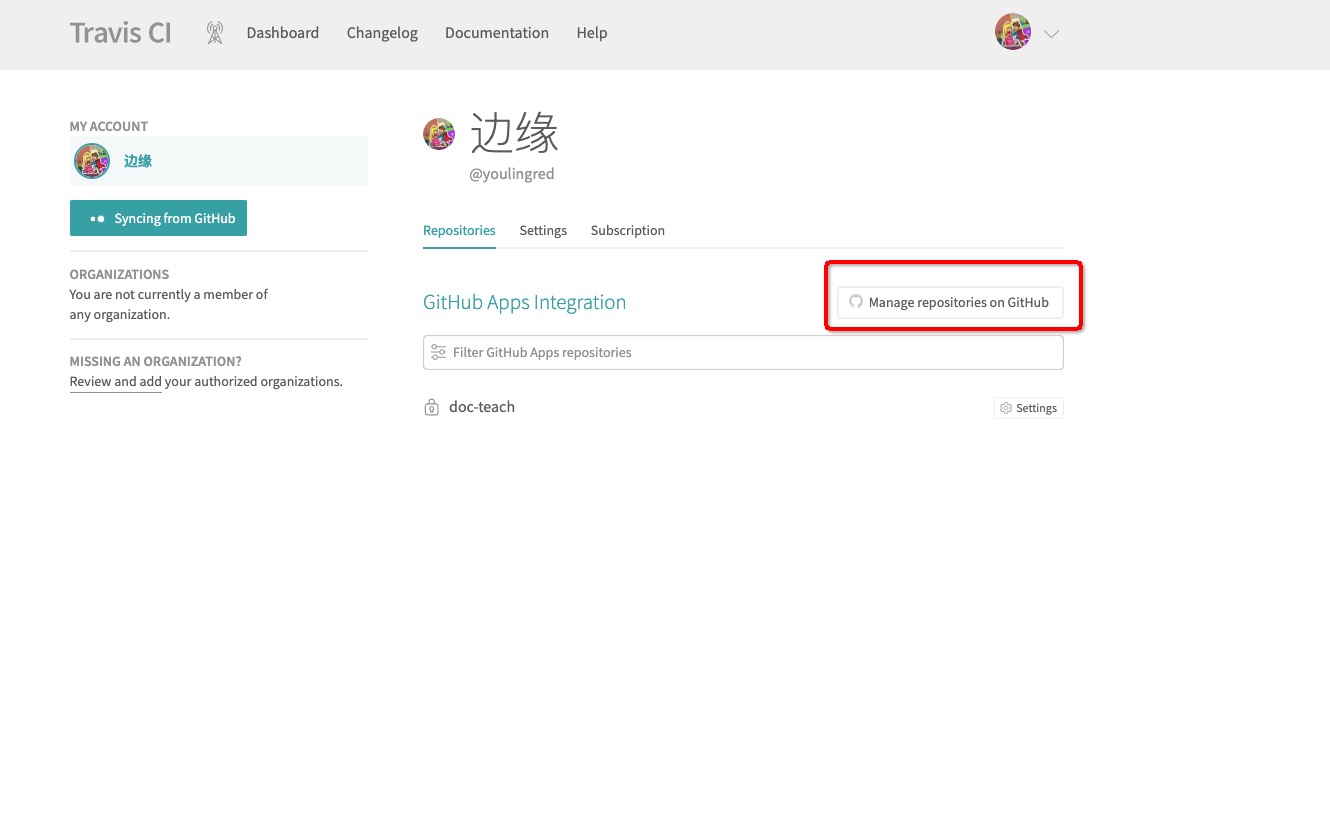 Travis CI
Dashboard
Changelog
Documentation
Help
MY ACCOUNT
边缘
Syncing from GitHub
ORGANIZATIONS
You are not currently a member of
any organization.
MISSING AN ORGANIZATION?
Review and add your authorized organizations.
边缘
@youlingred
Repositories
Settings
Subscription
GitHub Apps Integration
Manage repositories on GitHub
Filter GitHub Apps repositories
doc-teach
Settings